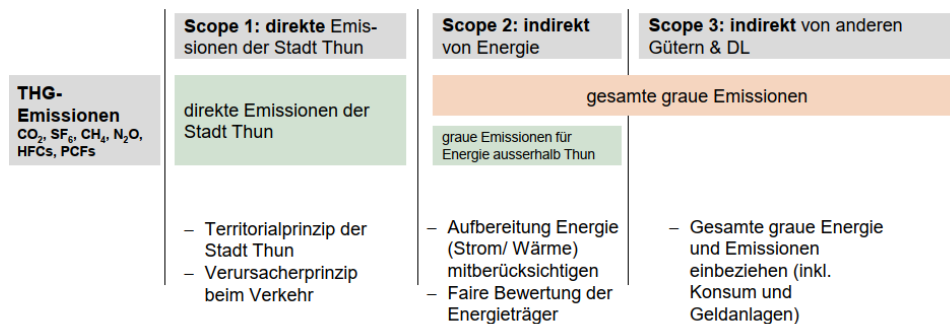 Scope 1: direkte Emis-
sionen der Stadt Thun
Scope 2: indirekt
von Energie
Scope 3: indirekt von anderen
Gütern & DL
THG-
Emissionen
CO₂, SF₆, CH₄, N₂O,
HFCs, PCFs
direkte Emissionen der
Stadt Thun
gesamte graue Emissionen
graue Emissionen für
Energie ausserhalb Thun
– Territorialprinzip der
Stadt Thun
– Verursacherprinzip
beim Verkehr
– Aufbereitung Energie
(Strom/ Wärme)
mitberücksichtigen
– Faire Bewertung der
Energieträger
– Gesamte graue Energie
und Emissionen
einbeziehen (inkl.
Konsum und
Geldanlagen)